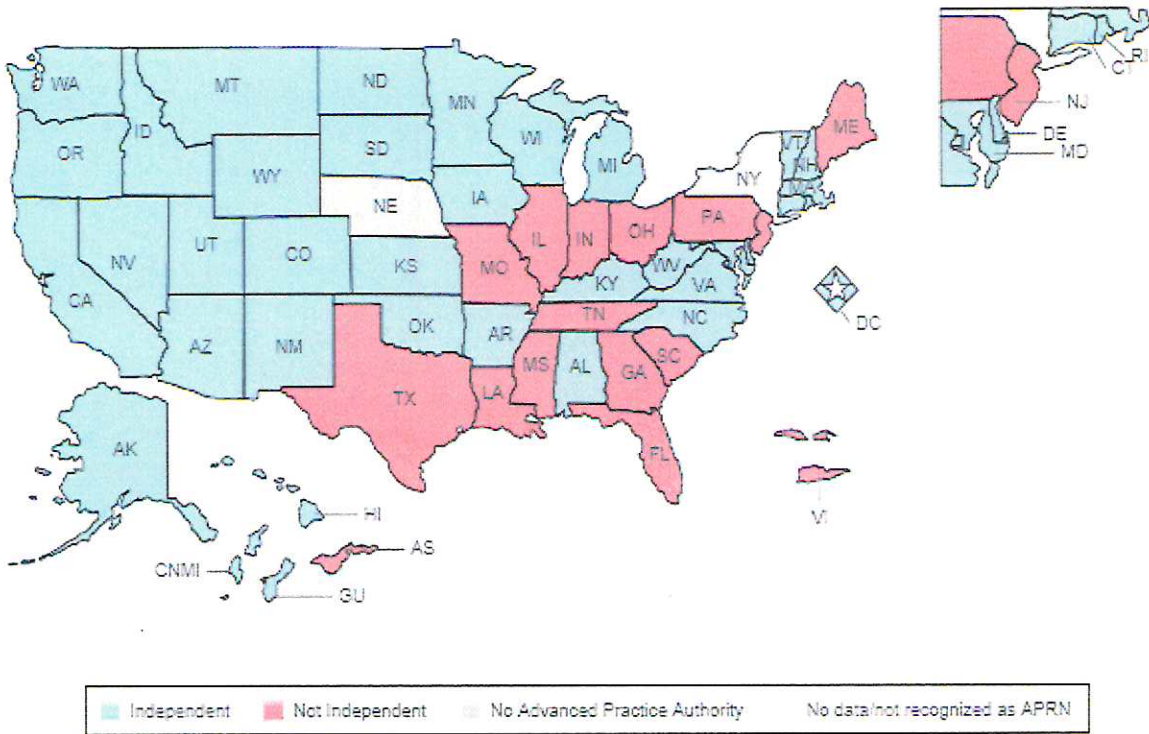 RI
CT
NJ
DE
MD
WA
MT
ND
MN
OR
ID
SD
WI
MI
VT
NH
ME
WY
NY
MA
IA
NE
PA
NV
UT
CO
KS
MO
IL
IN
OH
WV
VA
KY
CA
AZ
NM
OK
AR
TN
NC
DC
MS
AL
GA
SC
TX
LA
FL
AK
VI
HI
AS
CNMI
GU
Independent Not Independent No Advanced Practice Authority No data/not recognized as APRN